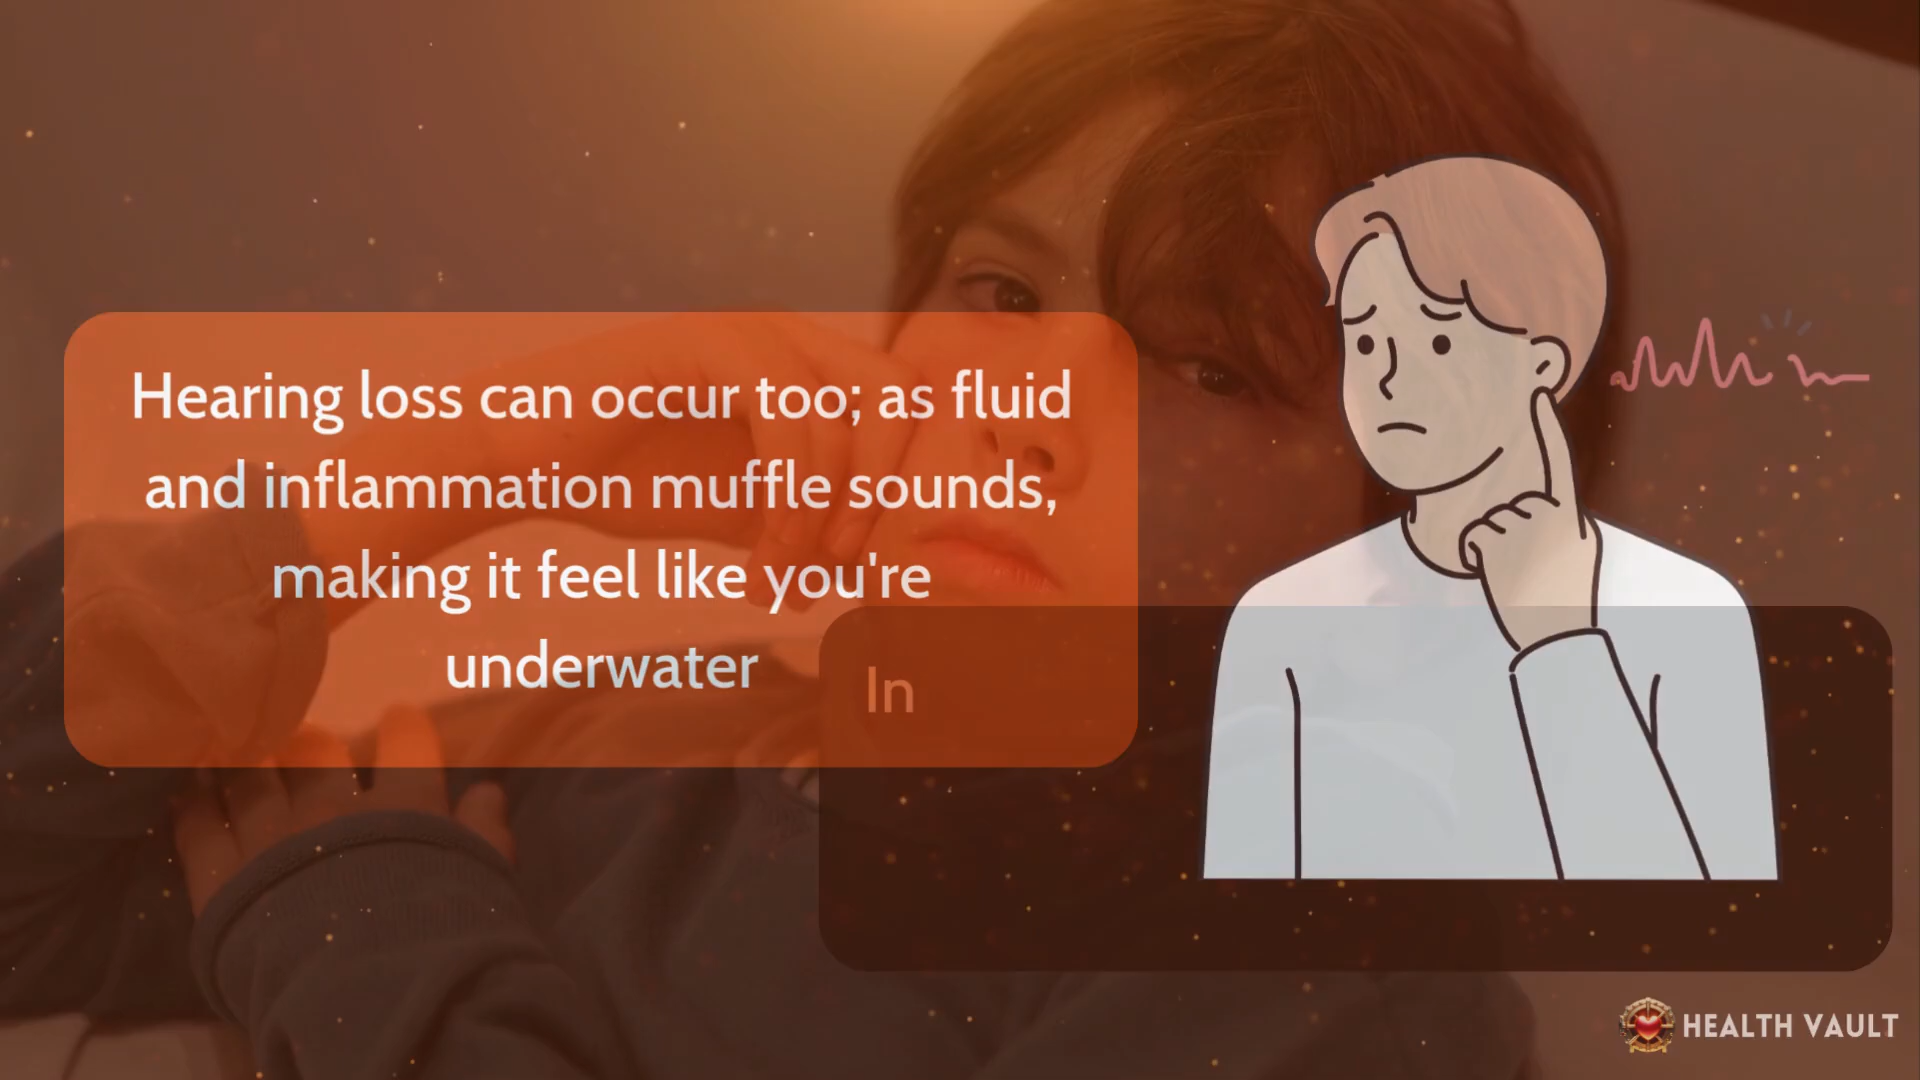 Hearing loss can occur too; as fluid
and inflammation muffle sounds,
making it feel like you're
underwater
In
HEALTH VAULT